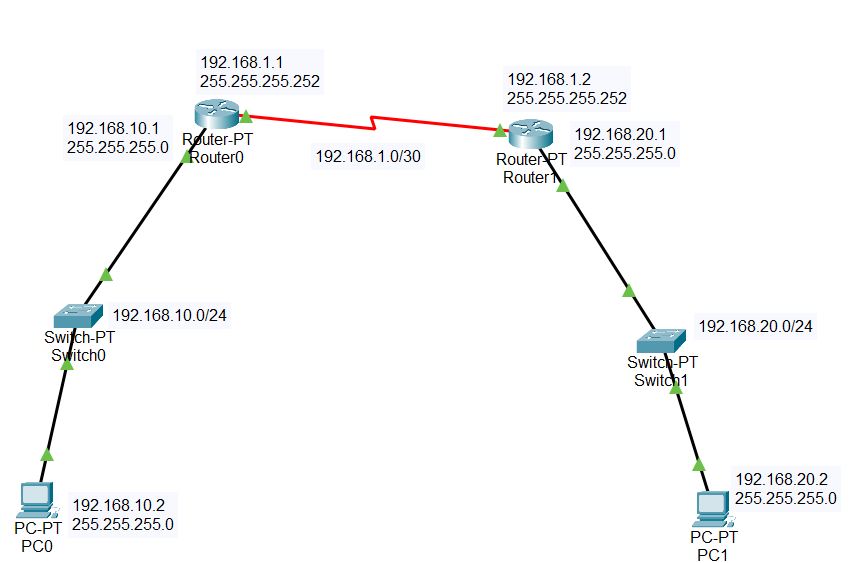 192.168.1.1
255.255.255.252
192.168.1.2
255.255.255.252
192.168.10.1
255.255.255.0
Router-PT
Router0
192.168.1.0/30
192.168.20.1
255.255.255.0
Router-PT
Router1
192.168.10.0/24
Switch-PT
Switch0
192.168.20.0/24
Switch-PT
Switch1
192.168.10.2
255.255.255.0
PC-PT
PC0
192.168.20.2
255.255.255.0
PC-PT
PC1